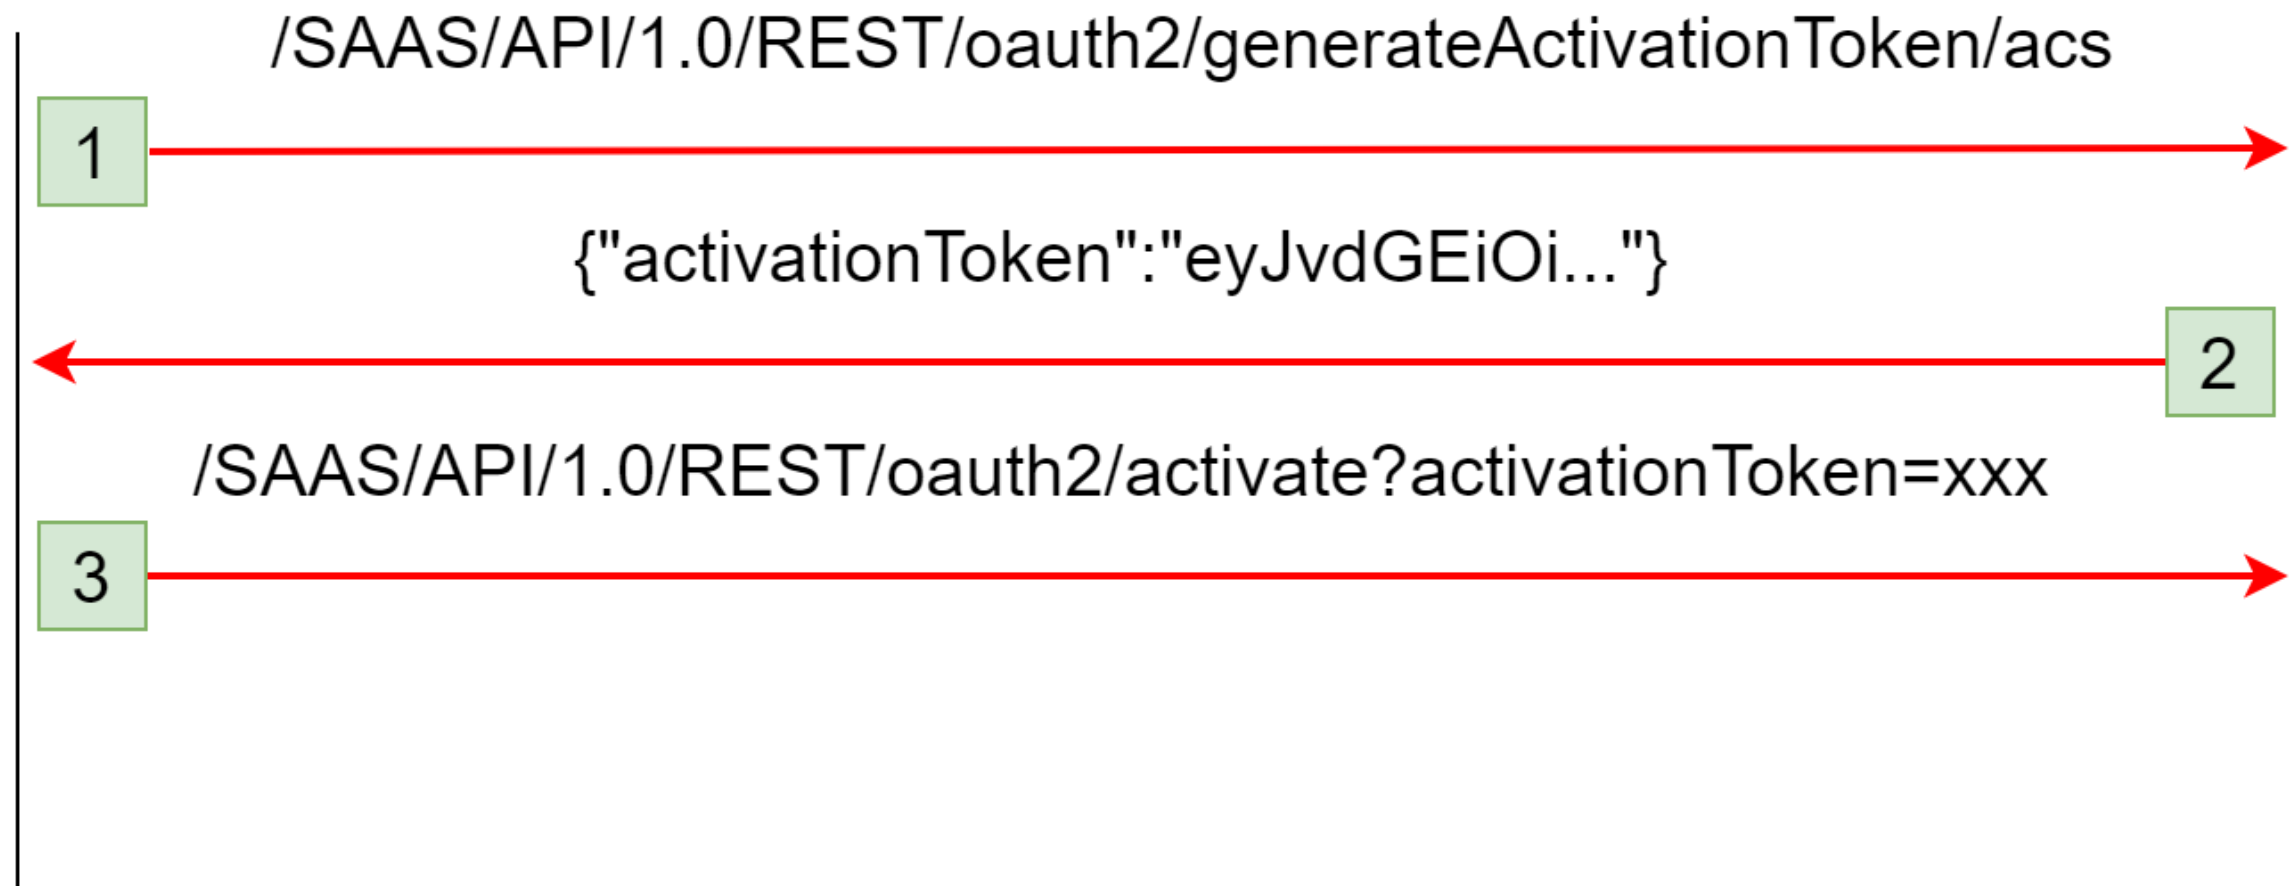 /SAAS/API/1.0/REST/oauth2/generateActivationToken/acs
1
{"activationToken":"eyJvdGEiOi..."}
2
/SAAS/API/1.0/REST/oauth2/activate?activationToken=xxx
3